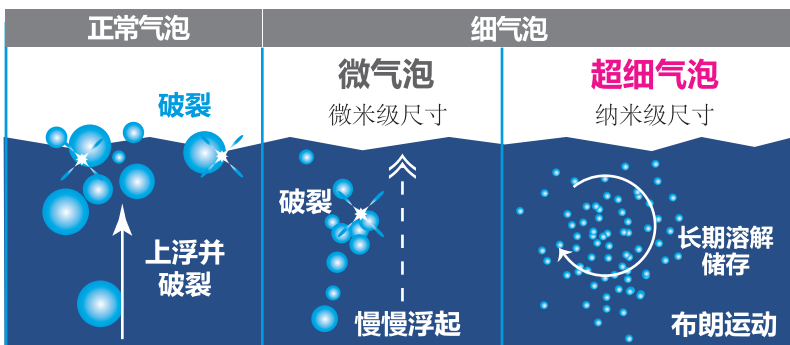 正常气泡
细气泡
破裂
上浮并
破裂
微气泡
微米级尺寸
破裂
慢慢浮起
超细气泡
纳米级尺寸
长期溶解
储存
布朗运动